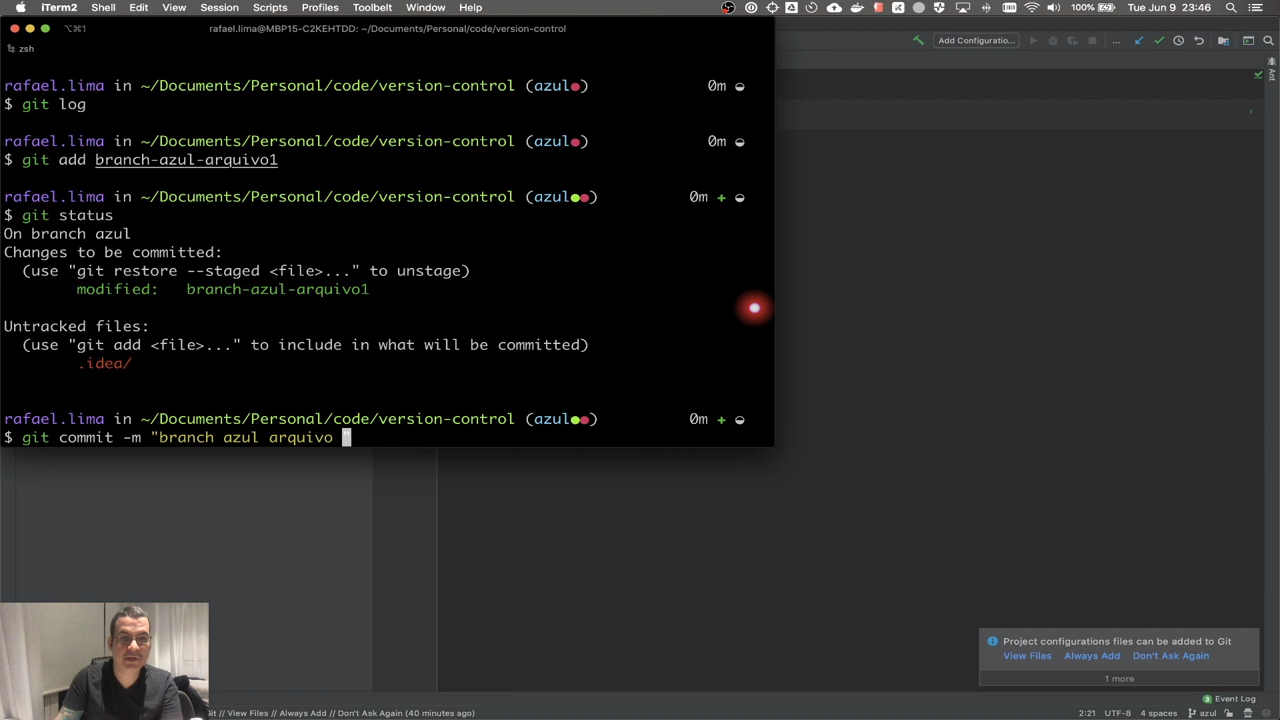 iTerm2 Shell Edit View Session Scripts Profiles Toolbelt Window Help 100% Tue Jun 9 23:46
⌥⌘1 rafael.lima@MBP15-C2KEHTDD: ~/Documents/Personal/code/version-control
zsh
Add Configuratio...
Ant
rafael.lima in ~/Documents/Personal/code/version-control (azul●) 0m
$ git log
rafael.lima in ~/Documents/Personal/code/version-control (azul●) 0m
$ git add branch-azul-arquivo1
rafael.lima in ~/Documents/Personal/code/version-control (azul●●) 0m +
$ git status
On branch azul
Changes to be committed:
(use "git restore --staged <file>..." to unstage)
modified: branch-azul-arquivo1
Untracked files:
(use "git add <file>..." to include in what will be committed)
.idea/
rafael.lima in ~/Documents/Personal/code/version-control (azul●●) 0m +
$ git commit -m "branch azul arquivo "
Project configurations files can be added to Git
View Files Always Add Don't Ask Again
1 more
3 Event Log
Git // View Files // Always Add // Don't Ask Again (40 minutes ago) 2:21 UTF-8 4 spaces azul